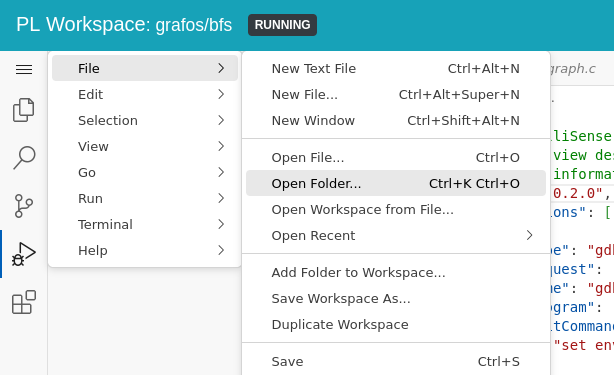 PL Workspace: grafos/bfs RUNNING
File
Edit
Selection
View
Go
Run
Terminal
Help
New Text File Ctrl+Alt+N
New File... Ctrl+Alt+Super+N
New Window Ctrl+Shift+Alt+N
Open File... Ctrl+O
Open Folder... Ctrl+K Ctrl+O
Open Workspace from File...
Open Recent
Add Folder to Workspace...
Save Workspace As...
Duplicate Workspace
Save Ctrl+S
graph.c
lliSense
view des
informat
0.2.0",
ons": [
pe": "gdb
quest":
me": "gdb
ogram":
itCommand
"set env